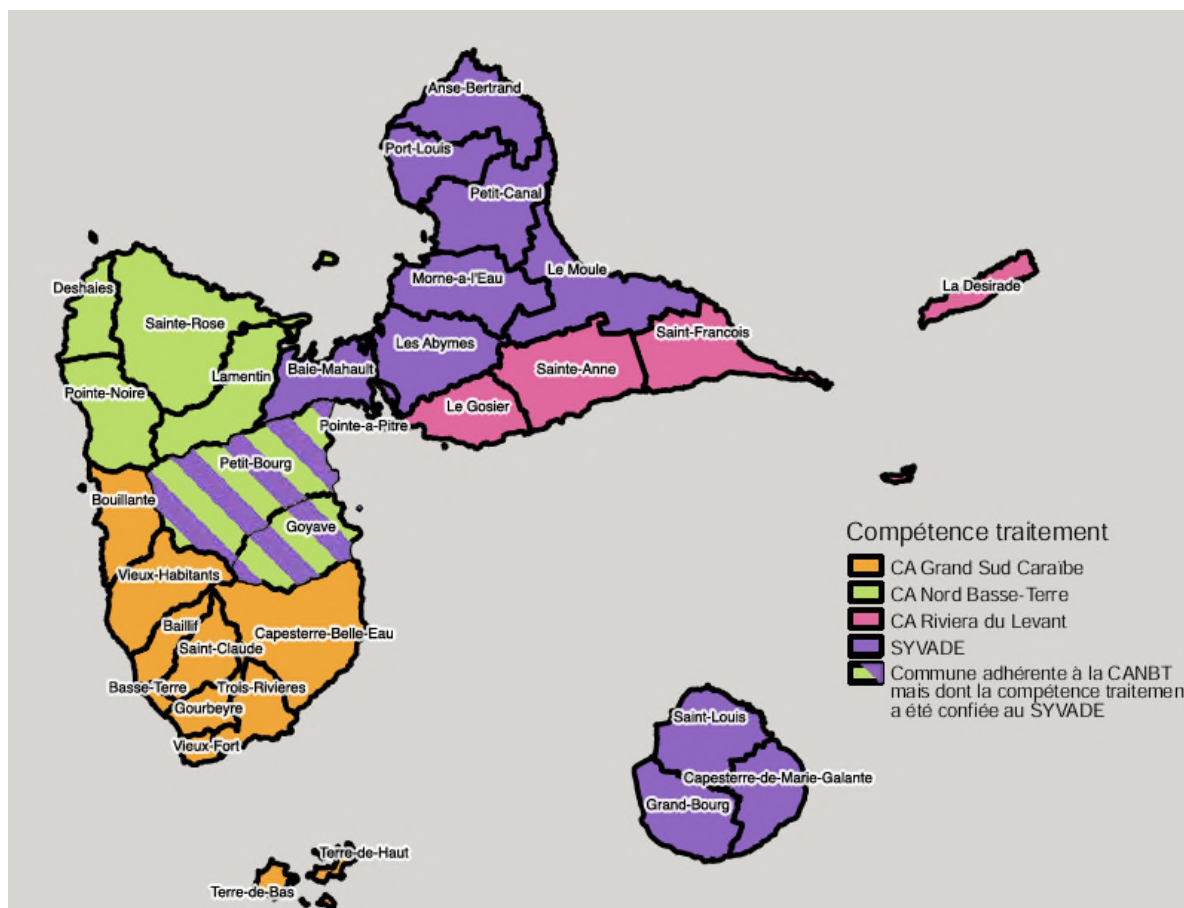 Anse-Bertrand
Port-Louis
Petit-Canal
Le Moule
Morne-a-l'Eau
La Desirade
Deshaies
Sainte-Rose
Saint-Francois
Les Abymes
Baie-Mahault
Sainte-Anne
Lamentin
Pointe-Noire
Le Gosier
Pointe-a-Pitre
Petit-Bourg
Bouillante
Goyave
Vieux-Habitants
Baillif
Capesterre-Belle-Eau
Saint-Claude
Basse-Terre
Trois-Rivieres
Gourbeyre
Vieux-Fort
Compétence traitement
CA Grand Sud Caraïbe
CA Nord Basse-Terre
CA Riviera du Levant
SYVADE
Commune adhérente à la CANBT
mais dont la compétence traitemen
a été confiée au SYVADE
Saint-Louis
Capesterre-de-Marie-Galante
Grand-Bourg
Terre-de-Haut
Terre-de-Bas